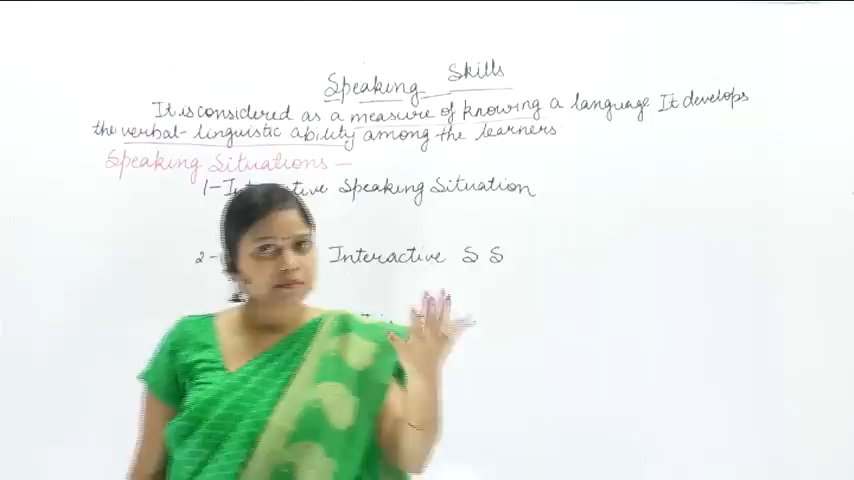 Speaking Skills
It is considered as a measure of knowing a language It develops
the verbal-linguistic ability among the learners
Speaking Situations —
1- Speaking Situation
2- Interactive S S